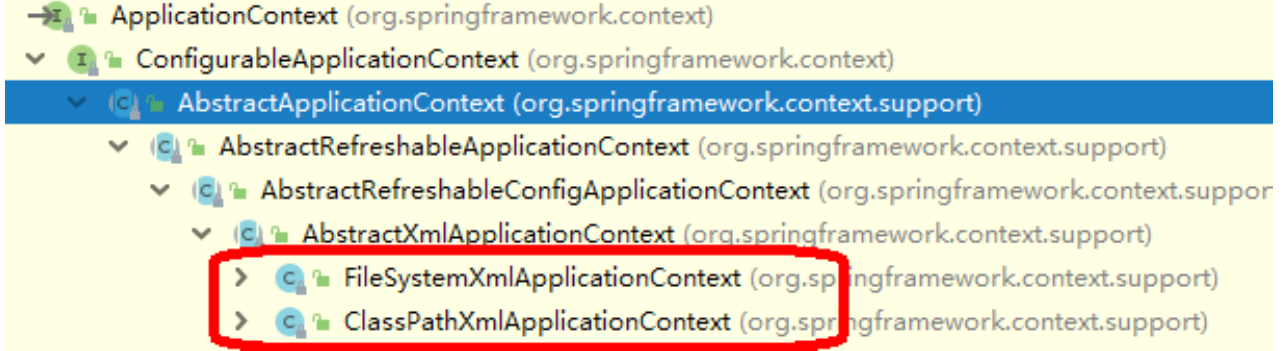 ApplicationContext (org.springframework.context)
ConfigurableApplicationContext (org.springframework.context)
AbstractApplicationContext (org.springframework.context.support)
AbstractRefreshableApplicationContext (org.springframework.context.support)
AbstractRefreshableConfigApplicationContext (org.springframework.context.suppor
AbstractXmlApplicationContext (org.springframework.context.support)
FileSystemXmlApplicationContext (org.springframework.context.support)
ClassPathXmlApplicationContext (org.springframework.context.support)